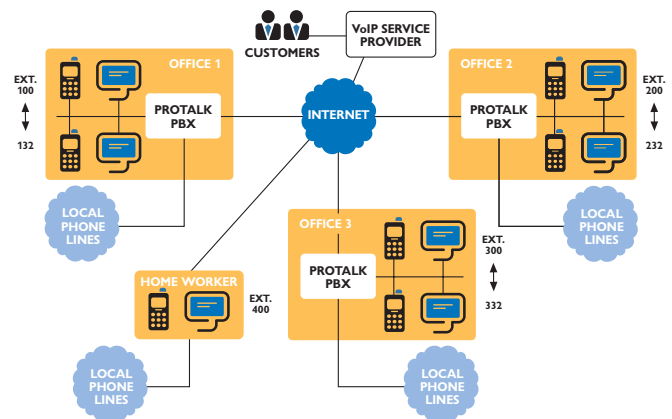 CUSTOMERS
VoIP SERVICE
PROVIDER
OFFICE 1
EXT.
100
132
PROTALK
PBX
LOCAL
PHONE
LINES
INTERNET
OFFICE 2
PROTALK
PBX
EXT.
200
232
LOCAL
PHONE
LINES
HOME WORKER
EXT.
400
LOCAL
PHONE
LINES
OFFICE 3
PROTALK
PBX
EXT.
300
332
LOCAL
PHONE
LINES